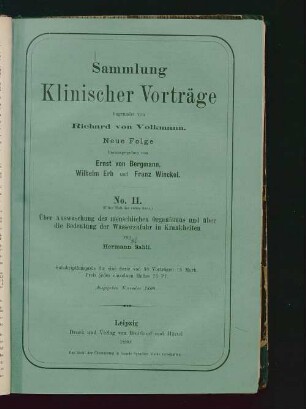 Sammlung
Klinischer Vorträge
begründet von
Richard von Volkmann.
Neue Folge
herausgegeben von
Ernst von Bergmann,
Wilhelm Erb und Franz Winckel.
No. 11.
Über Auswaschung des menschlichen Organismus und über
die Bedeutung der Wasserzufuhr in Krankheiten
von
Hermann Sahli.
Ausgegeben November
Leipzig
Druck und Verlag von Breitkopf und Härtel